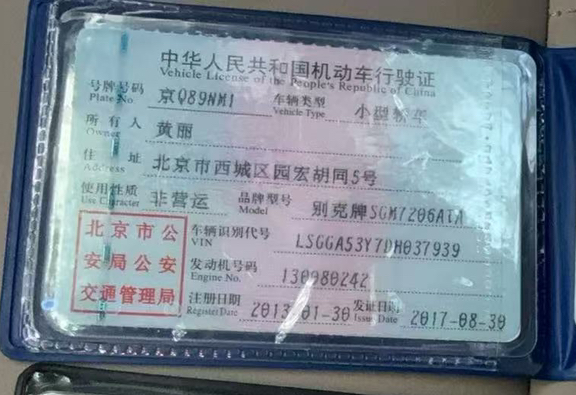 中华人民共和国机动车行驶证
Vehicle License of the People's Republic of China
号牌号码 京Q89NM1 车辆类型 小型轿车
Plate No. Vehicle Type
所有人 黄丽
Owner
住址 北京市西城区园宏胡同5号
Address
使用性质 非营运 品牌型号 别克牌SGM7206ATA
Use Character Model
北京市公安局公安交通管理局
车辆识别代号 LSGGA53Y7DH037939
VIN
发动机号码 130080242
Engine No.
注册日期 2013-01-30 发证日期 2017-08-30
Register Date Issue Date